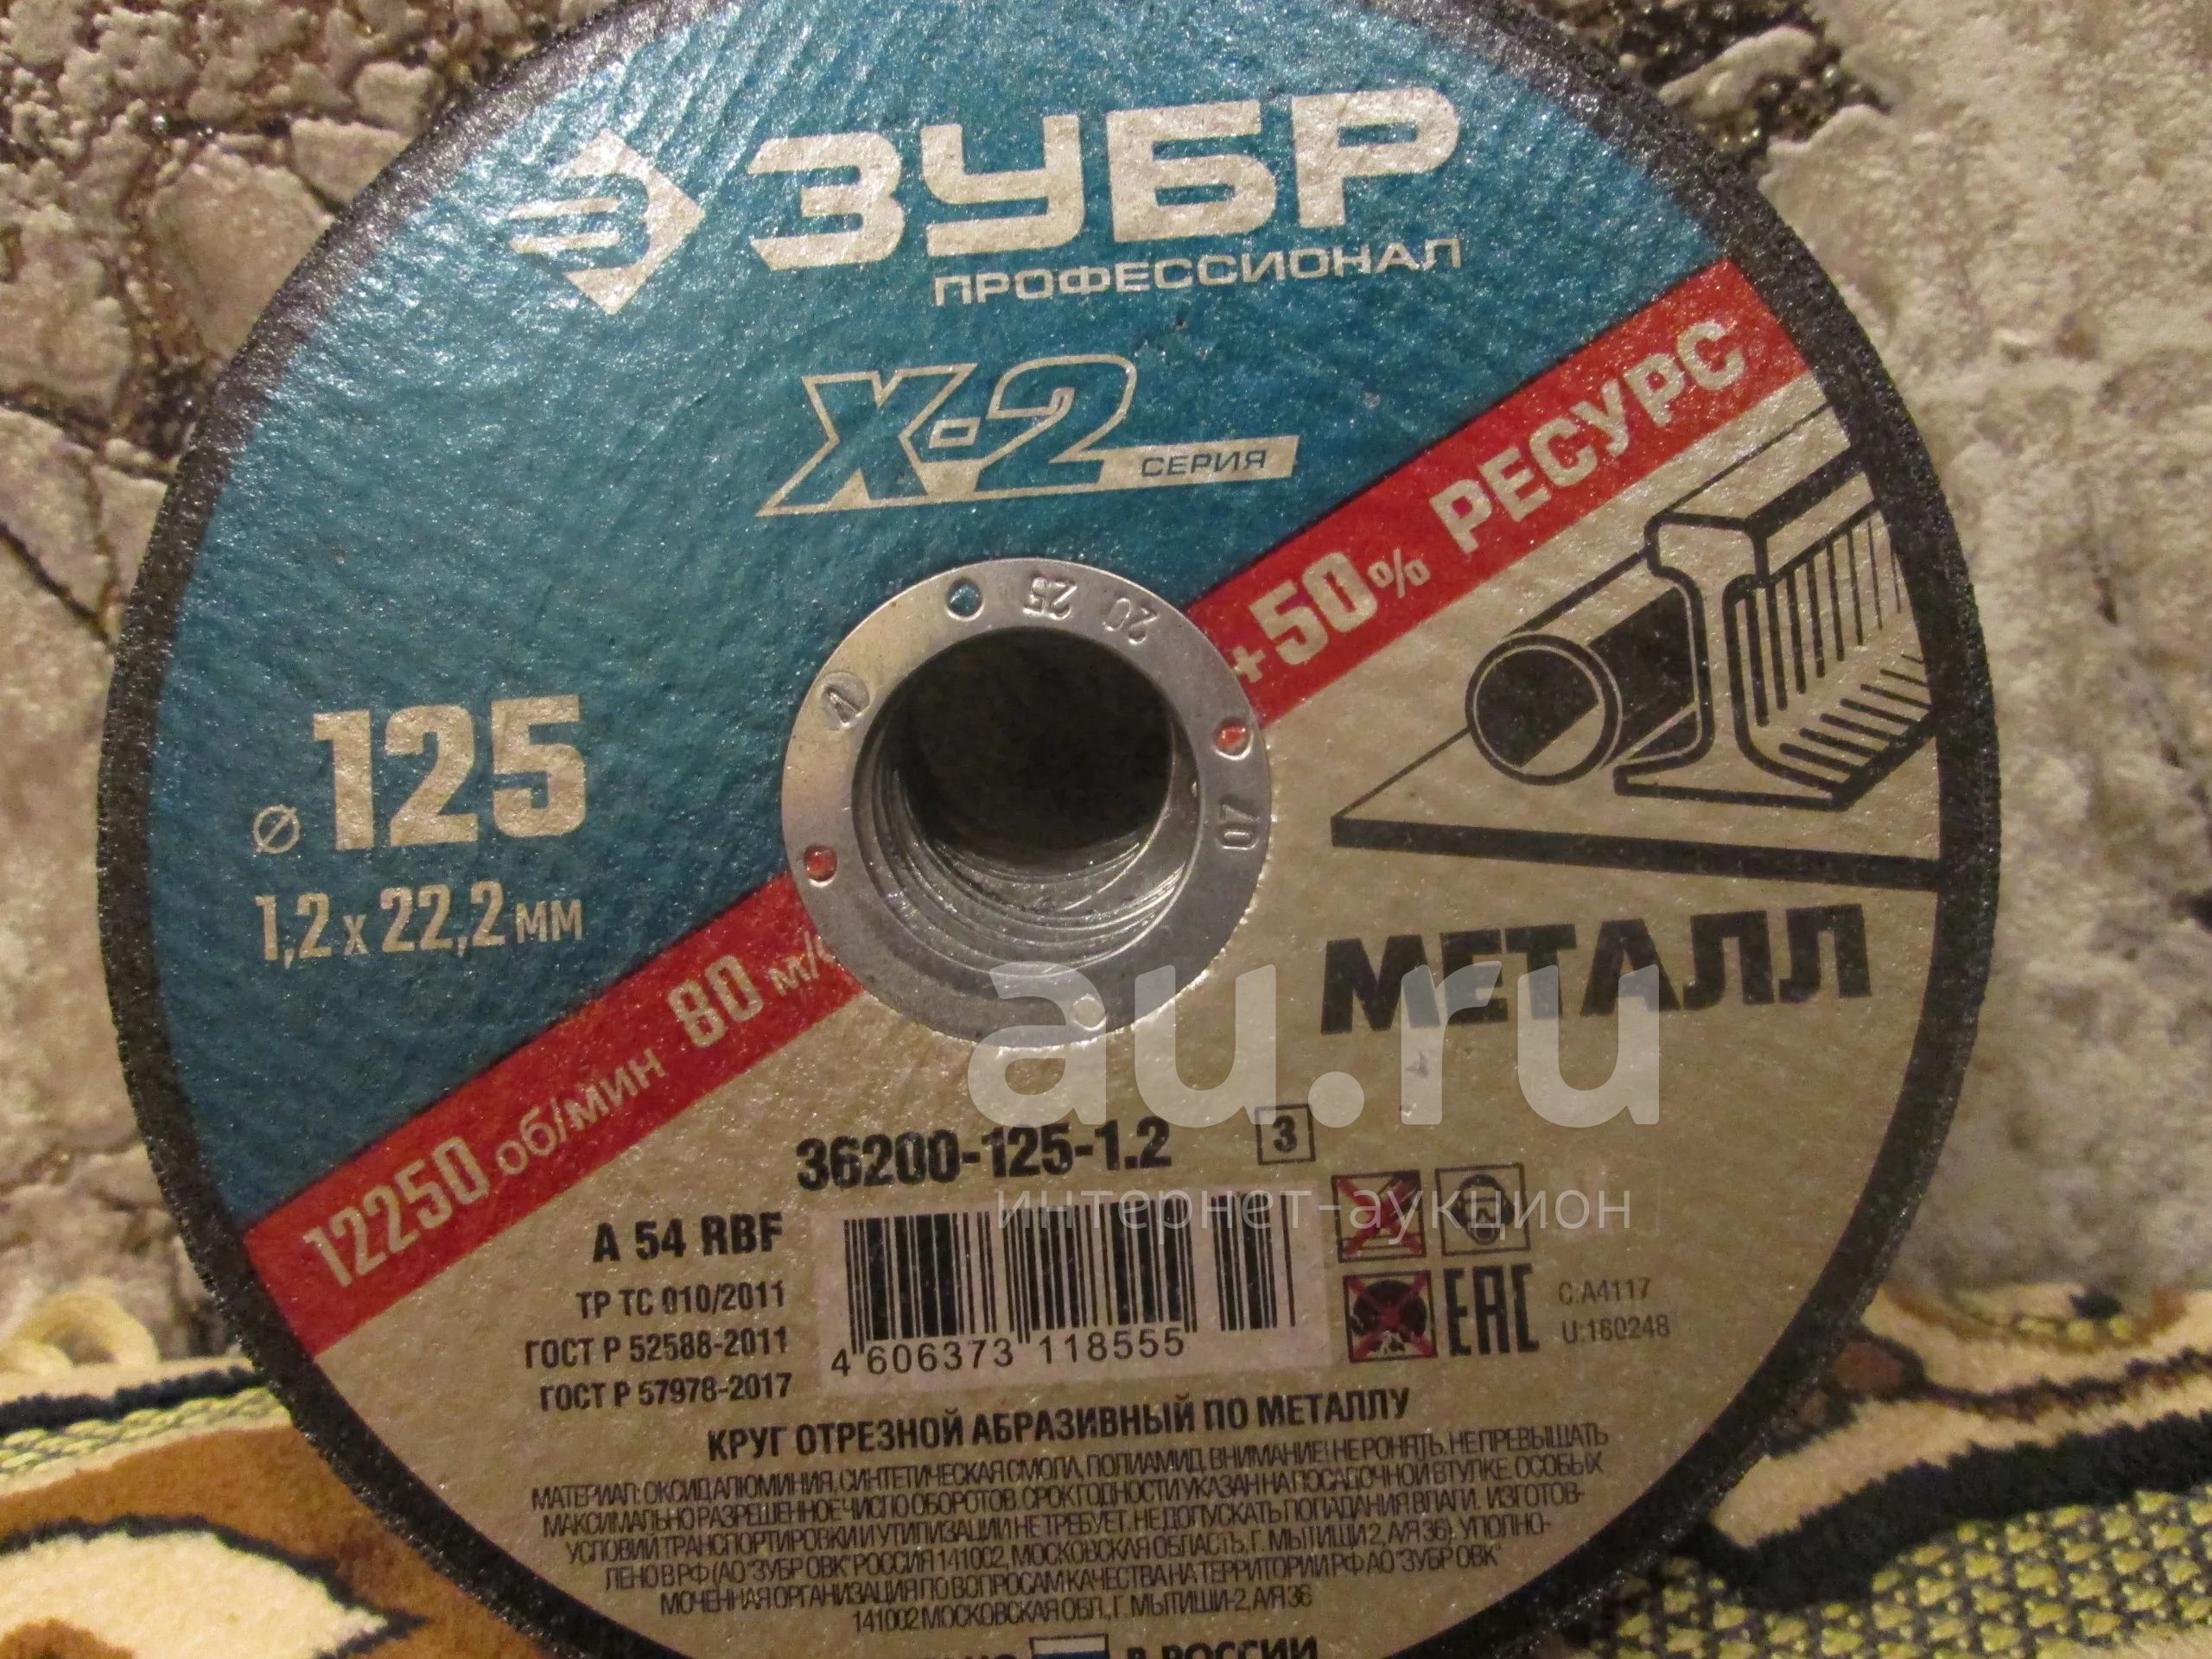 ЗУБР
ПРОФЕССИОНАЛ
Х-2 СЕРИЯ
+50% РЕСУРС
25 2020
V
07
⌀ 125
1,2 x 22,2 мм
12250 об/мин 80 м/с
МЕТАЛЛ
au.ru
интернет-аукцион
36200-125-1.2 3
A 54 RBF
ТР ТС 010/2011
ГОСТ Р 52588-2011
ГОСТ Р 57978-2017
4 606373 118555
EAC
C:A4117
U:180248
КРУГ ОТРЕЗНОЙ АБРАЗИВНЫЙ ПО МЕТАЛЛУ
МАТЕРИАЛ: ОКСИД АЛЮМИНИЯ, СИНТЕТИЧЕСКАЯ СМОЛА, ПОЛИАМИД. ВНИМАНИЕ! НЕ РОНЯТЬ. НЕ ПРЕВЫШАТЬ
МАКСИМАЛЬНО РАЗРЕШЕННОЕ ЧИСЛО ОБОРОТОВ. СРОК ГОДНОСТИ УКАЗАН НА ПОСАДОЧНОЙ ВТУЛКЕ. ОСОБЫХ
УСЛОВИЙ ТРАНСПОРТИРОВКИ И УТИЛИЗАЦИИ НЕ ТРЕБУЕТ. НЕ ДОПУСКАТЬ ПОПАДАНИЯ ВЛАГИ. ИЗГОТОВ-
ЛЕНО В РФ (АО "ЗУБР ОВК" РОССИЯ 141002, МОСКОВСКАЯ ОБЛАСТЬ, Г. МЫТИЩИ 2, А/Я 36). УПОЛНО-
МОЧЕННАЯ ОРГАНИЗАЦИЯ ПО ВОПРОСАМ КАЧЕСТВА НА ТЕРРИТОРИИ РФ АО "ЗУБР ОВК"
141002 МОСКОВСКАЯ ОБЛ., Г. МЫТИЩИ-2, А/Я 36
В РОССИИ